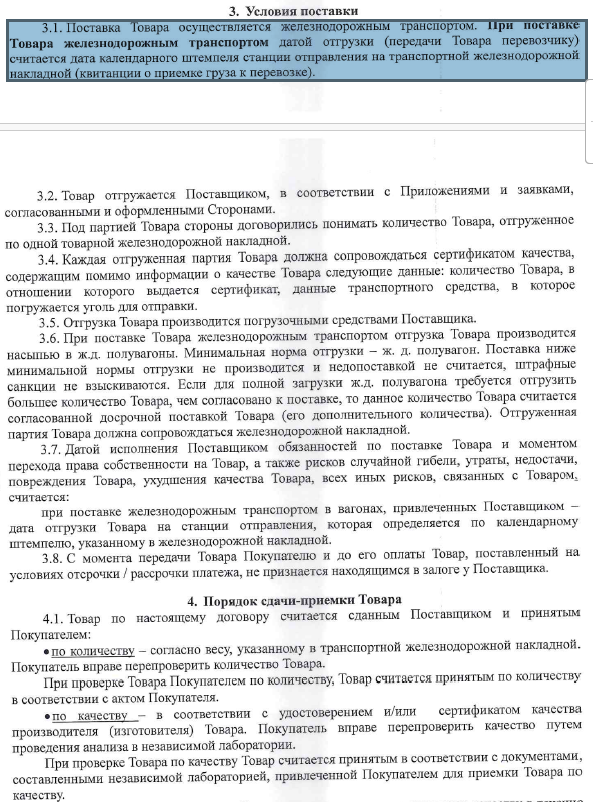 3. Условия поставки
3.1. Поставка Товара осуществляется железнодорожным транспортом. При поставке
Товара железнодорожным транспортом датой отгрузки (передачи Товара перевозчику)
считается дата календарного штемпеля станции отправления на транспортной железнодорожной
накладной (квитанции о приемке груза к перевозке).
3.2. Товар отгружается Поставщиком, в соответствии с Приложениями и заявками,
согласованными и оформленными Сторонами.
3.3. Под партией Товара стороны договорились понимать количество Товара, отгруженное
по одной товарной железнодорожной накладной.
3.4. Каждая отгруженная партия Товара должна сопровождаться сертификатом качества,
содержащим помимо информации о качестве Товара следующие данные: количество Товара, в
отношении которого выдается сертификат, данные транспортного средства, в которое
погружается уголь для отправки.
3.5. Отгрузка Товара производится погрузочными средствами Поставщика.
3.6. При поставке Товара железнодорожным транспортом отгрузка Товара производится
насыпью в ж.д. полувагоны. Минимальная норма отгрузки – ж. д. полувагон. Поставка ниже
минимальной нормы отгрузки не производится и недопоставкой не считается, штрафные
санкции не взыскиваются. Если для полной загрузки ж.д. полувагона требуется отгрузить
большее количество Товара, чем согласовано к поставке, то данное количество Товара считается
согласованной досрочной поставкой Товара (его дополнительного количества). Отгруженная
партия Товара должна сопровождаться железнодорожной накладной.
3.7. Датой исполнения Поставщиком обязанностей по поставке Товара и моментом
перехода права собственности на Товар, а также рисков случайной гибели, утраты, недостачи,
повреждения Товара, ухудшения качества Товара, всех иных рисков, связанных с Товаром,
считается:
при поставке железнодорожным транспортом в вагонах, привлеченных Поставщиком –
дата отгрузки Товара на станции отправления, которая определяется по календарному
штемпелю, указанному в железнодорожной накладной.
3.8. С момента передачи Товара Покупателю и до его оплаты Товар, поставленный на
условиях отсрочки / рассрочки платежа, не признается находящимся в залоге у Поставщика.
4. Порядок сдачи-приемки Товара
4.1. Товар по настоящему договору считается сданным Поставщиком и принятым
Покупателем:
• по количеству – согласно весу, указанному в транспортной железнодорожной накладной.
Покупатель вправе перепроверить количество Товара.
При проверке Товара Покупателем по количеству, Товар считается принятым по количеству
в соответствии с актом Покупателя.
• по качеству – в соответствии с удостоверением и/или сертификатом качества
производителя (изготовителя) Товара. Покупатель вправе перепроверить качество путем
проведения анализа в независимой лаборатории.
При проверке Товара по качеству Товар считается принятым в соответствии с документами,
составленными независимой лабораторией, привлеченной Покупателем для приемки Товара по
качеству.